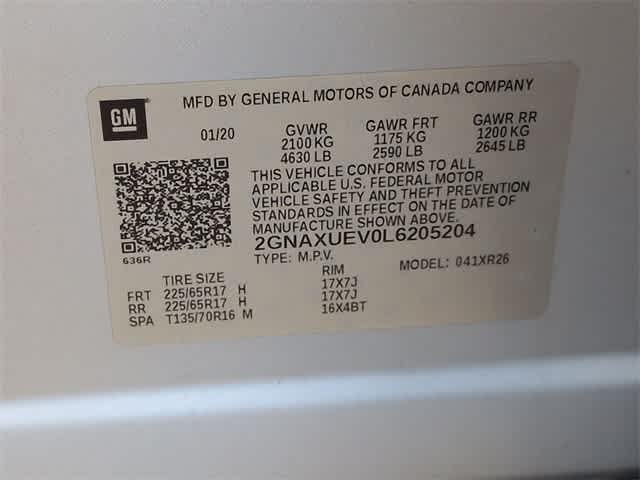 GM
MFD BY GENERAL MOTORS OF CANADA COMPANY
01/20 GVWR GAWR FRT GAWR RR
2100 KG 1175 KG 1200 KG
4630 LB 2590 LB 2645 LB
THIS VEHICLE CONFORMS TO ALL
APPLICABLE U.S. FEDERAL MOTOR
VEHICLE SAFETY AND THEFT PREVENTION
STANDARDS IN EFFECT ON THE DATE OF
MANUFACTURE SHOWN ABOVE.
2GNAXUEV0L6205204
636R
TYPE: M.P.V. MODEL: 041XR26
TIRE SIZE RIM
FRT 225/65R17 H 17X7J
RR 225/65R17 H 17X7J
SPA T135/70R16 M 16X4BT